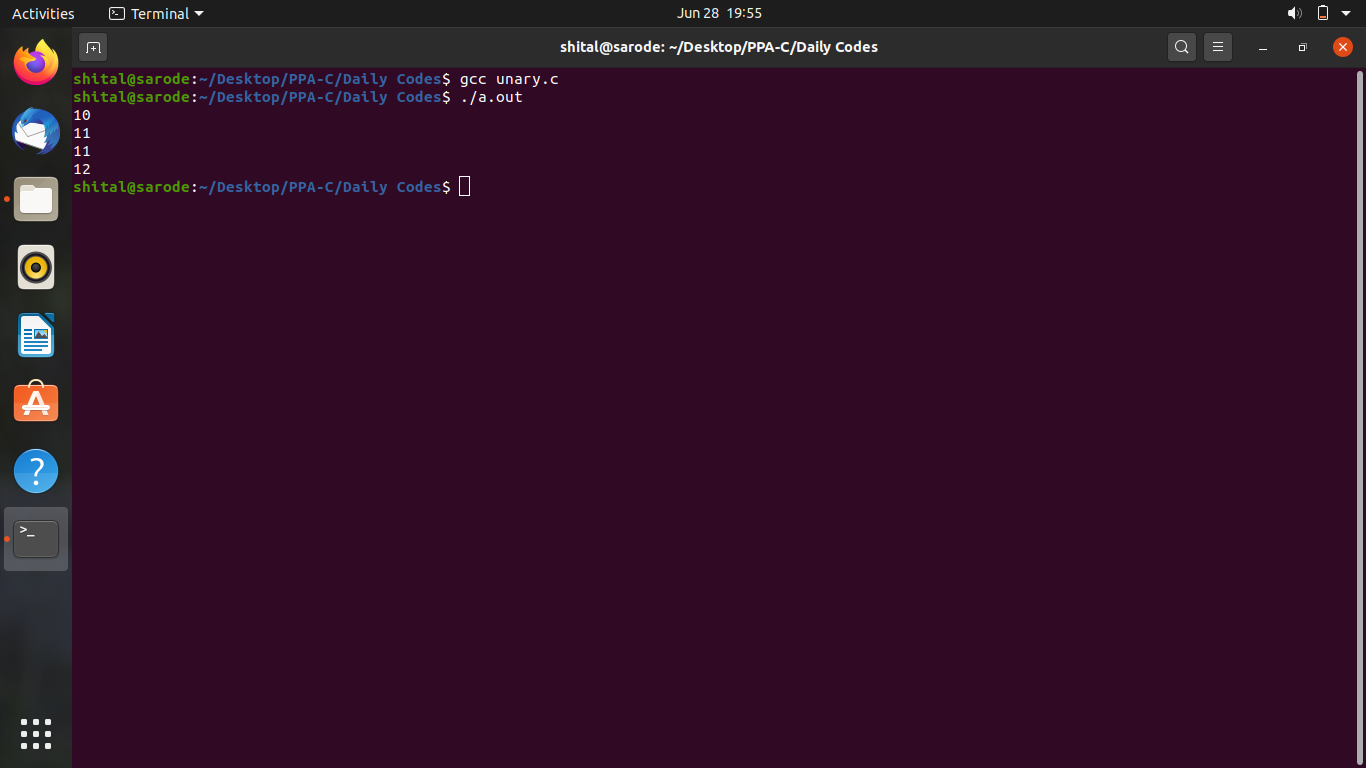 Activities Terminal Jun 28 19:55
shital@sarode: ~/Desktop/PPA-C/Daily Codes
shital@sarode:~/Desktop/PPA-C/Daily Codes$ gcc unary.c
shital@sarode:~/Desktop/PPA-C/Daily Codes$ ./a.out
10
11
11
12
shital@sarode:~/Desktop/PPA-C/Daily Codes$